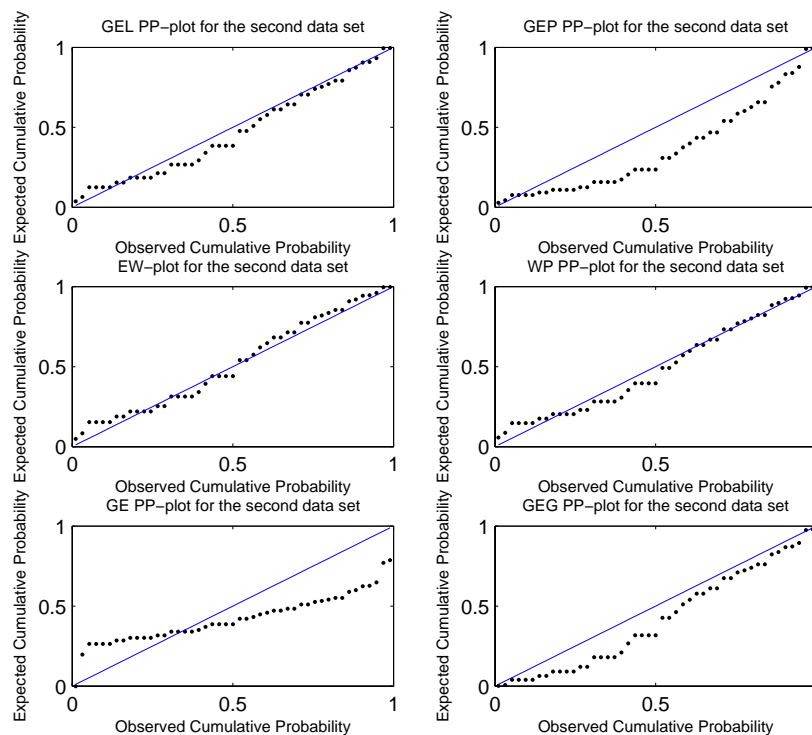 GEL PP−plot for the second data set
Expected Cumulative Probability
1
0.5
0
0
0.5
1
Observed Cumulative Probability
GEP PP−plot for the second data set
Expected Cumulative Probability
1
0.5
0
0
0.5
Observed Cumulative Probability
EW−plot for the second data set
Expected Cumulative Probability
1
0.5
0
0
0.5
1
Observed Cumulative Probability
WP PP−plot for the second data set
Expected Cumulative Probability
1
0.5
0
0
0.5
Observed Cumulative Probability
GE PP−plot for the second data set
Expected Cumulative Probability
1
0.5
0
0
0.5
1
Observed Cumulative Probability
GEG PP−plot for the second data set
Expected Cumulative Probability
1
0.5
0
0
0.5
Observed Cumulative Probability